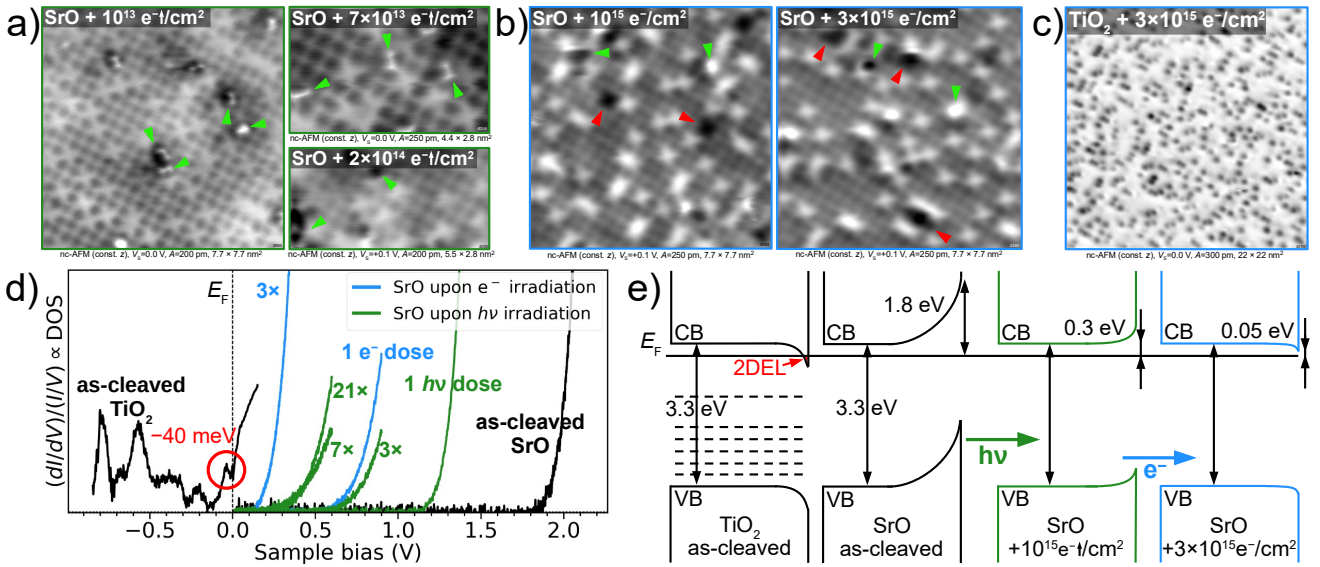 a)
SrO + 10¹³ e⁻ł/cm²
nc-AFM (const. z), Vₛ=0.0 V, A=200 pm, 7.7 × 7.7 nm²
SrO + 7×10¹³ e⁻ł/cm²
nc-AFM (const. z), Vₛ=0.0 V, A=250 pm, 4.4 × 2.8 nm²
SrO + 2×10¹⁴ e⁻ł/cm²
nc-AFM (const. z), Vₛ=+0.1 V, A=200 pm, 5.5 × 2.8 nm²
b)
SrO + 10¹⁵ e⁻/cm²
nc-AFM (const. z), Vₛ=+0.1 V, A=250 pm, 7.7 × 7.7 nm²
SrO + 3×10¹⁵ e⁻/cm²
nc-AFM (const. z), Vₛ=+0.1 V, A=250 pm, 7.7 × 7.7 nm²
c)
TiO₂ + 3×10¹⁵ e⁻/cm²
nc-AFM (const. z), Vₛ=0.0 V, A=300 pm, 22 × 22 nm²
d)
(dI/dV)/(I/V) ∝ DOS
E_F
3×
SrO upon e⁻ irradiation
SrO upon hν irradiation
1 e⁻ dose
1 hν dose
as-cleaved
TiO₂
−40 meV
21×
7×
3×
as-cleaved
SrO
−0.5 0.0 0.5 1.0 1.5 2.0
Sample bias (V)
e)
E_F
CB
2DEL
3.3 eV
VB
TiO₂
as-cleaved
CB
1.8 eV
3.3 eV
VB
SrO
as-cleaved
hν
CB
0.3 eV
VB
SrO
+10¹⁵e⁻ł/cm²
e⁻
CB
0.05 eV
VB
SrO
+3×10¹⁵e⁻/cm²